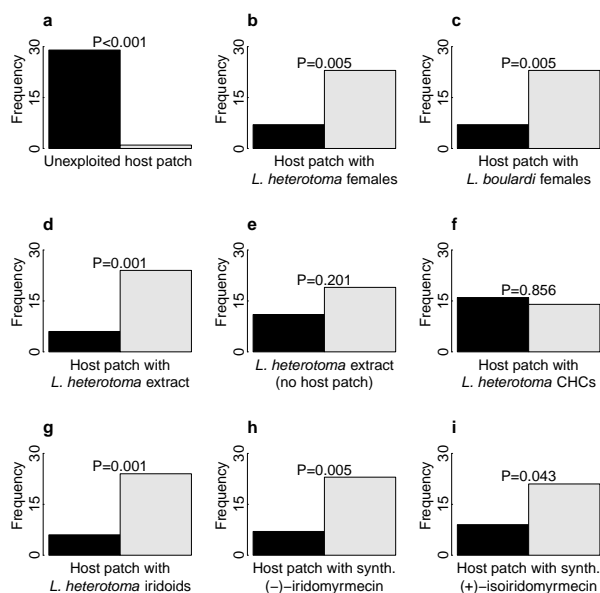 a
P<0.001
Frequency
0 15 30
Unexploited host patch
b
P=0.005
Frequency
0 15 30
Host patch with
L. heterotoma females
c
P=0.005
Frequency
0 15 30
Host patch with
L. boulardi females
d
P=0.001
Frequency
0 15 30
Host patch with
L. heterotoma extract
e
P=0.201
Frequency
0 15 30
L. heterotoma extract
(no host patch)
f
P=0.856
Frequency
0 15 30
Host patch with
L. heterotoma CHCs
g
P=0.001
Frequency
0 15 30
Host patch with
L. heterotoma iridoids
h
P=0.005
Frequency
0 15 30
Host patch with synth.
(−)−iridomyrmecin
i
P=0.043
Frequency
0 15 30
Host patch with synth.
(+)−isoiridomyrmecin